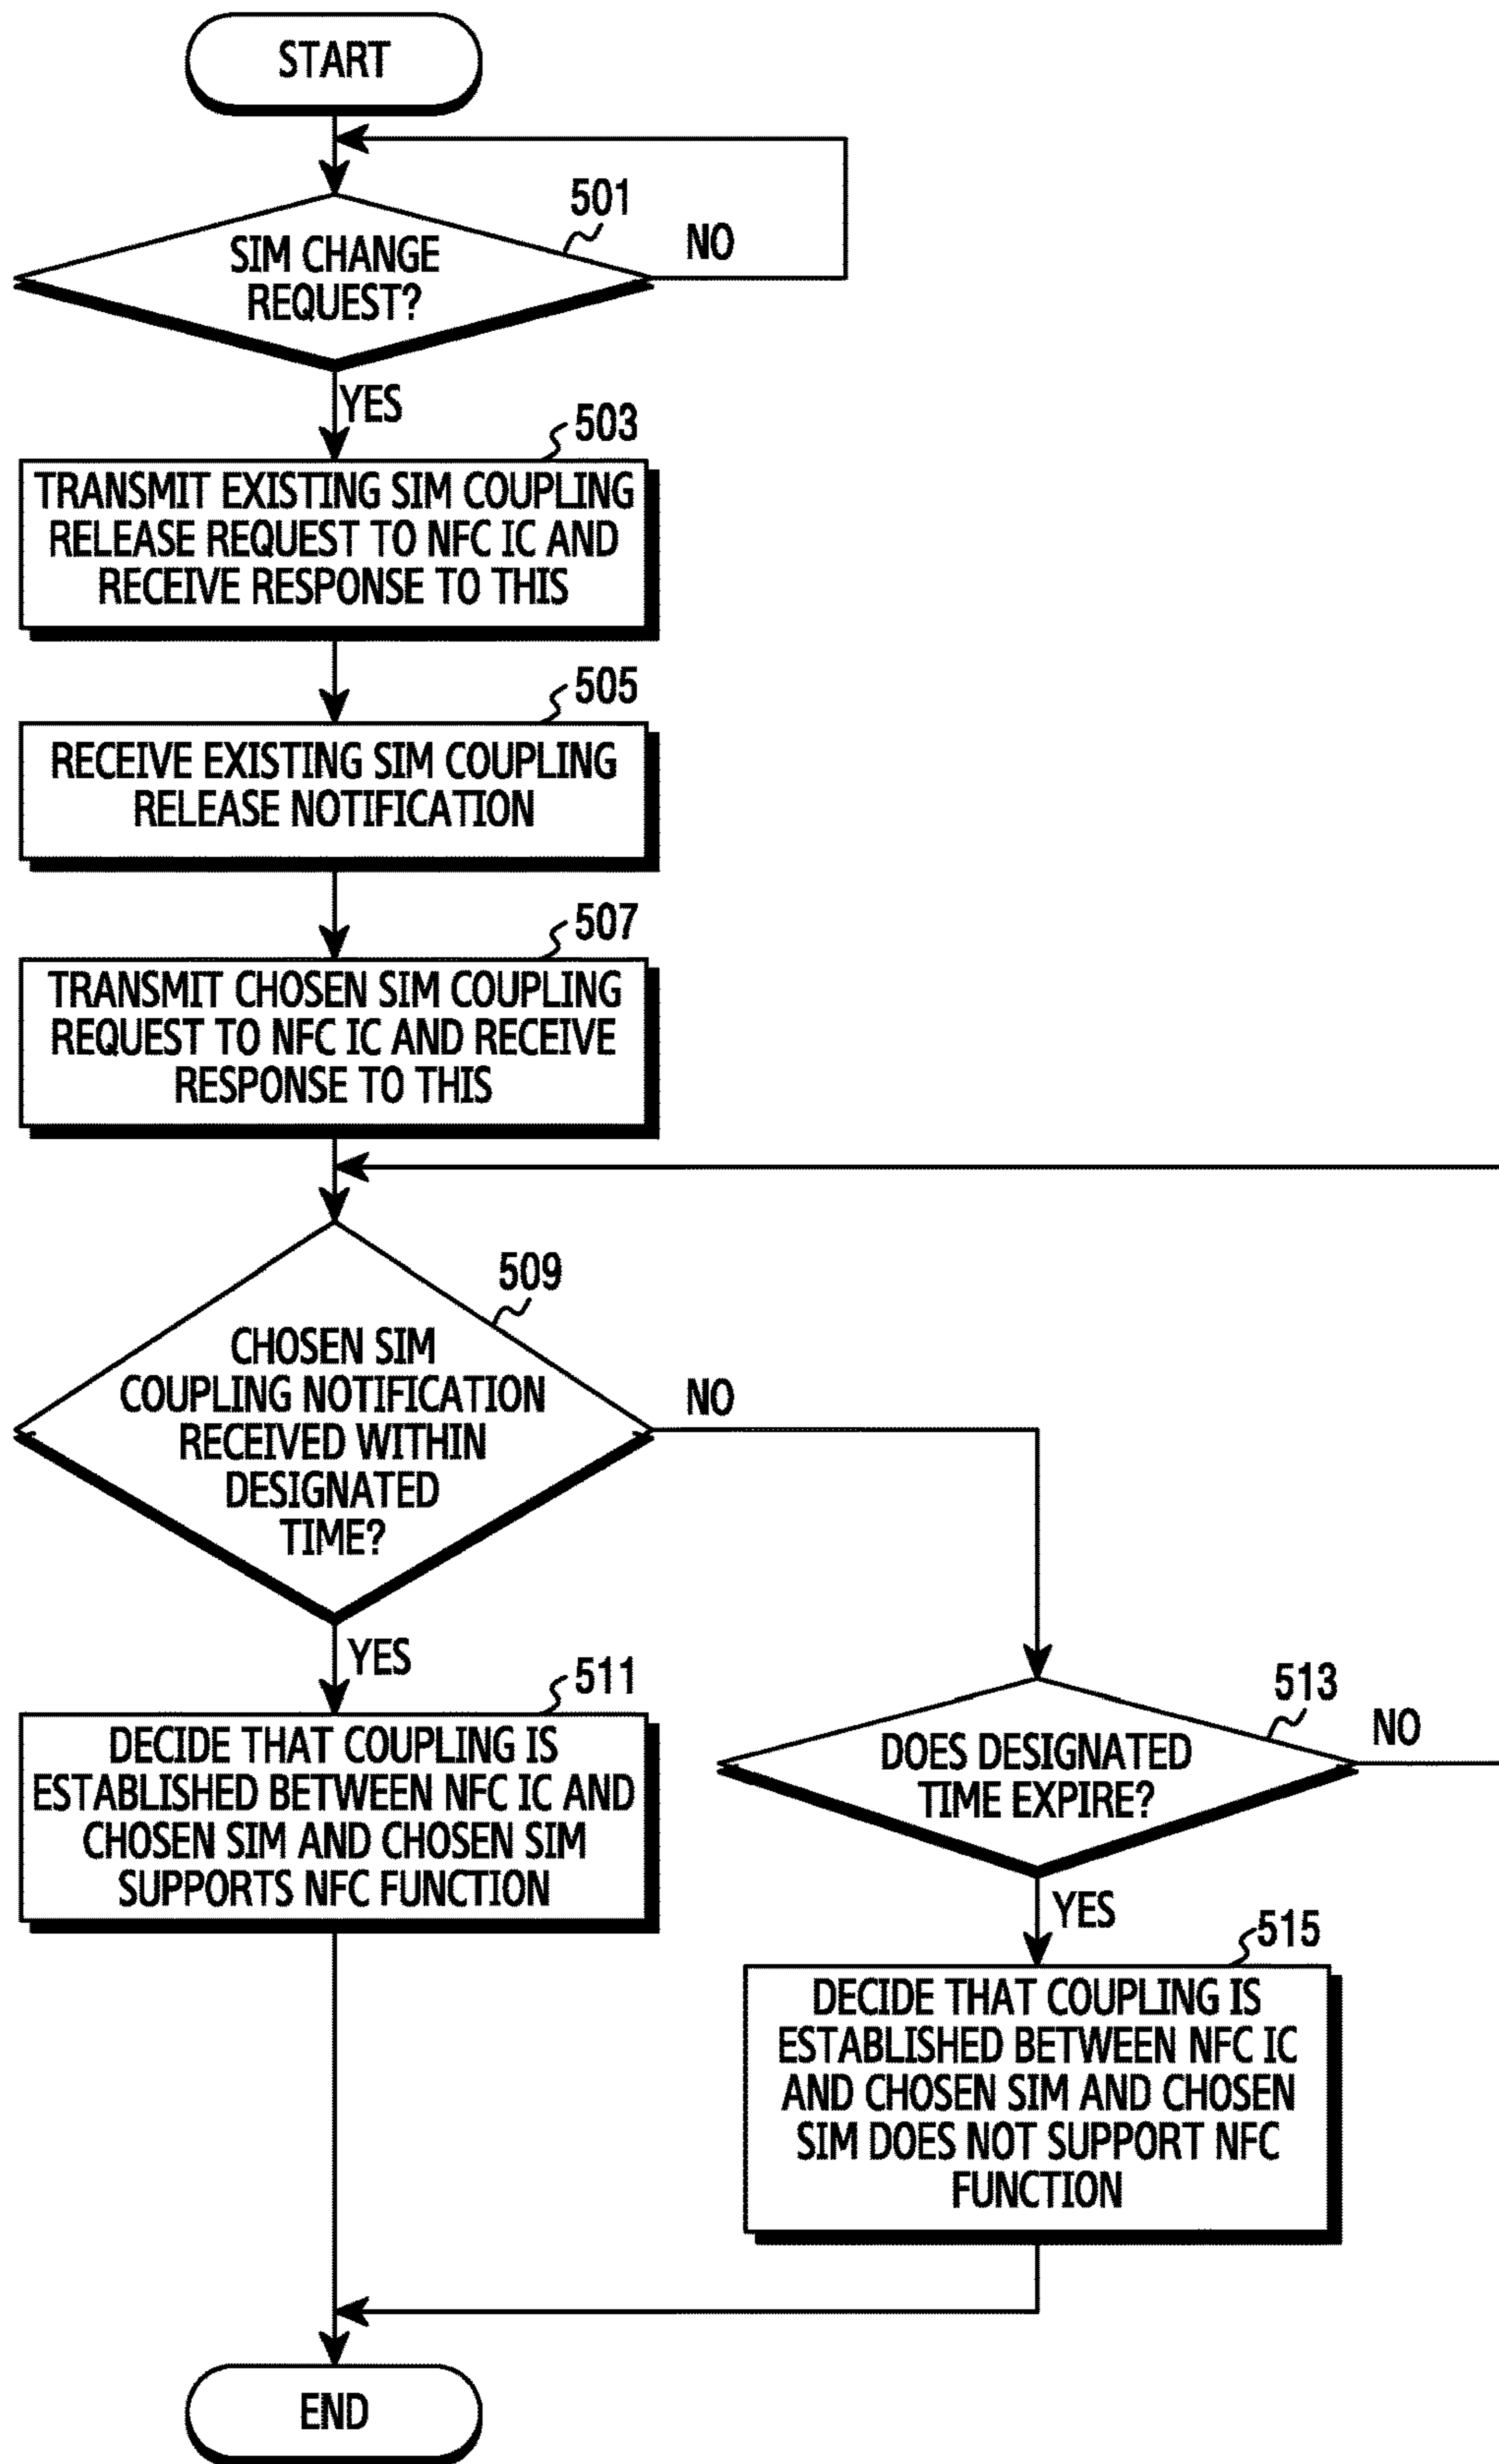 START
501
SIM CHANGE
REQUEST?
NO
YES
503
TRANSMIT EXISTING SIM COUPLING
RELEASE REQUEST TO NFC IC AND
RECEIVE RESPONSE TO THIS
505
RECEIVE EXISTING SIM COUPLING
RELEASE NOTIFICATION
507
TRANSMIT CHOSEN SIM COUPLING
REQUEST TO NFC IC AND RECEIVE
RESPONSE TO THIS
509
CHOSEN SIM
COUPLING NOTIFICATION
RECEIVED WITHIN
DESIGNATED
TIME?
NO
YES
511
DECIDE THAT COUPLING IS
ESTABLISHED BETWEEN NFC IC AND
CHOSEN SIM AND CHOSEN SIM
SUPPORTS NFC FUNCTION
513
DOES DESIGNATED
TIME EXPIRE?
NO
YES
515
DECIDE THAT COUPLING IS
ESTABLISHED BETWEEN NFC IC
AND CHOSEN SIM AND CHOSEN
SIM DOES NOT SUPPORT NFC
FUNCTION
END